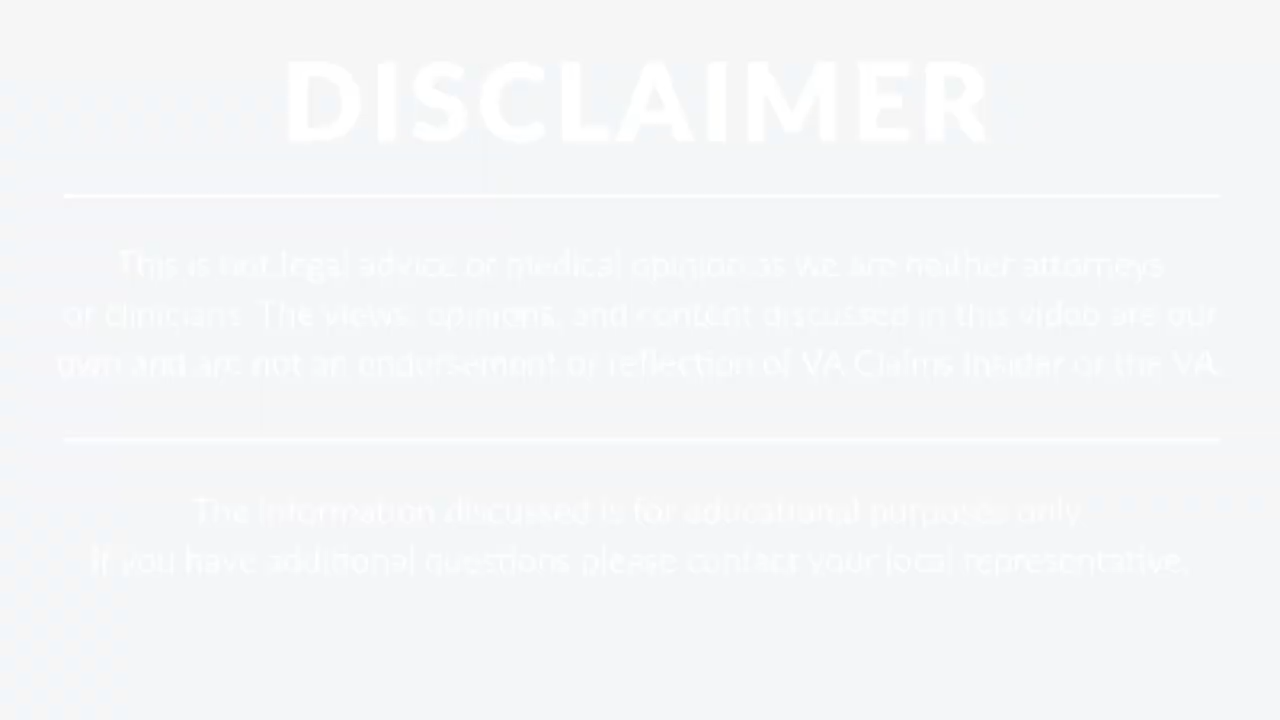 DISCLAIMER
This is not legal advice or medical opinion as we are neither attorneys
or clinicians. The views, opinions, and content discussed in this video are our
own and are not an endorsement or reflection of VA Claims Insider or the VA.
The information discussed is for educational purposes only.
If you have additional questions please contact your local representative.